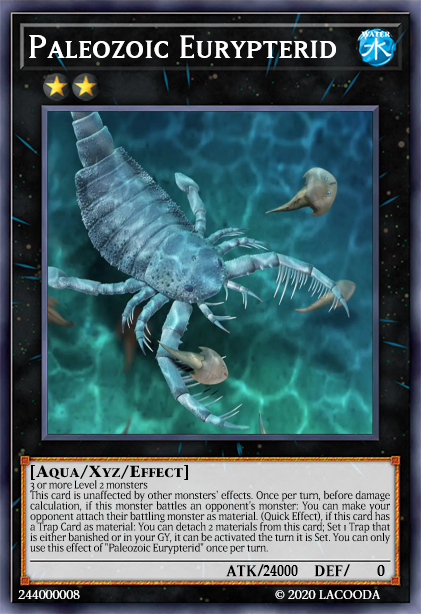 PALEOZOIC EURYPTERID
WATER
水
[AQUA/XYZ/EFFECT]
3 or more Level 2 monsters
This card is unaffected by other monsters' effects. Once per turn, before damage
calculation, if this monster battles an opponent's monster: You can make your
opponent attach their battling monster as material. (Quick Effect), if this card has
a Trap Card as material: You can detach 2 materials from this card; Set 1 Trap that
is either banished or in your GY, it can be activated the turn it is Set. You can only
use this effect of "Paleozoic Eurypterid" once per turn.
ATK/24000 DEF/ 0
244000008 © 2020 LACOODA